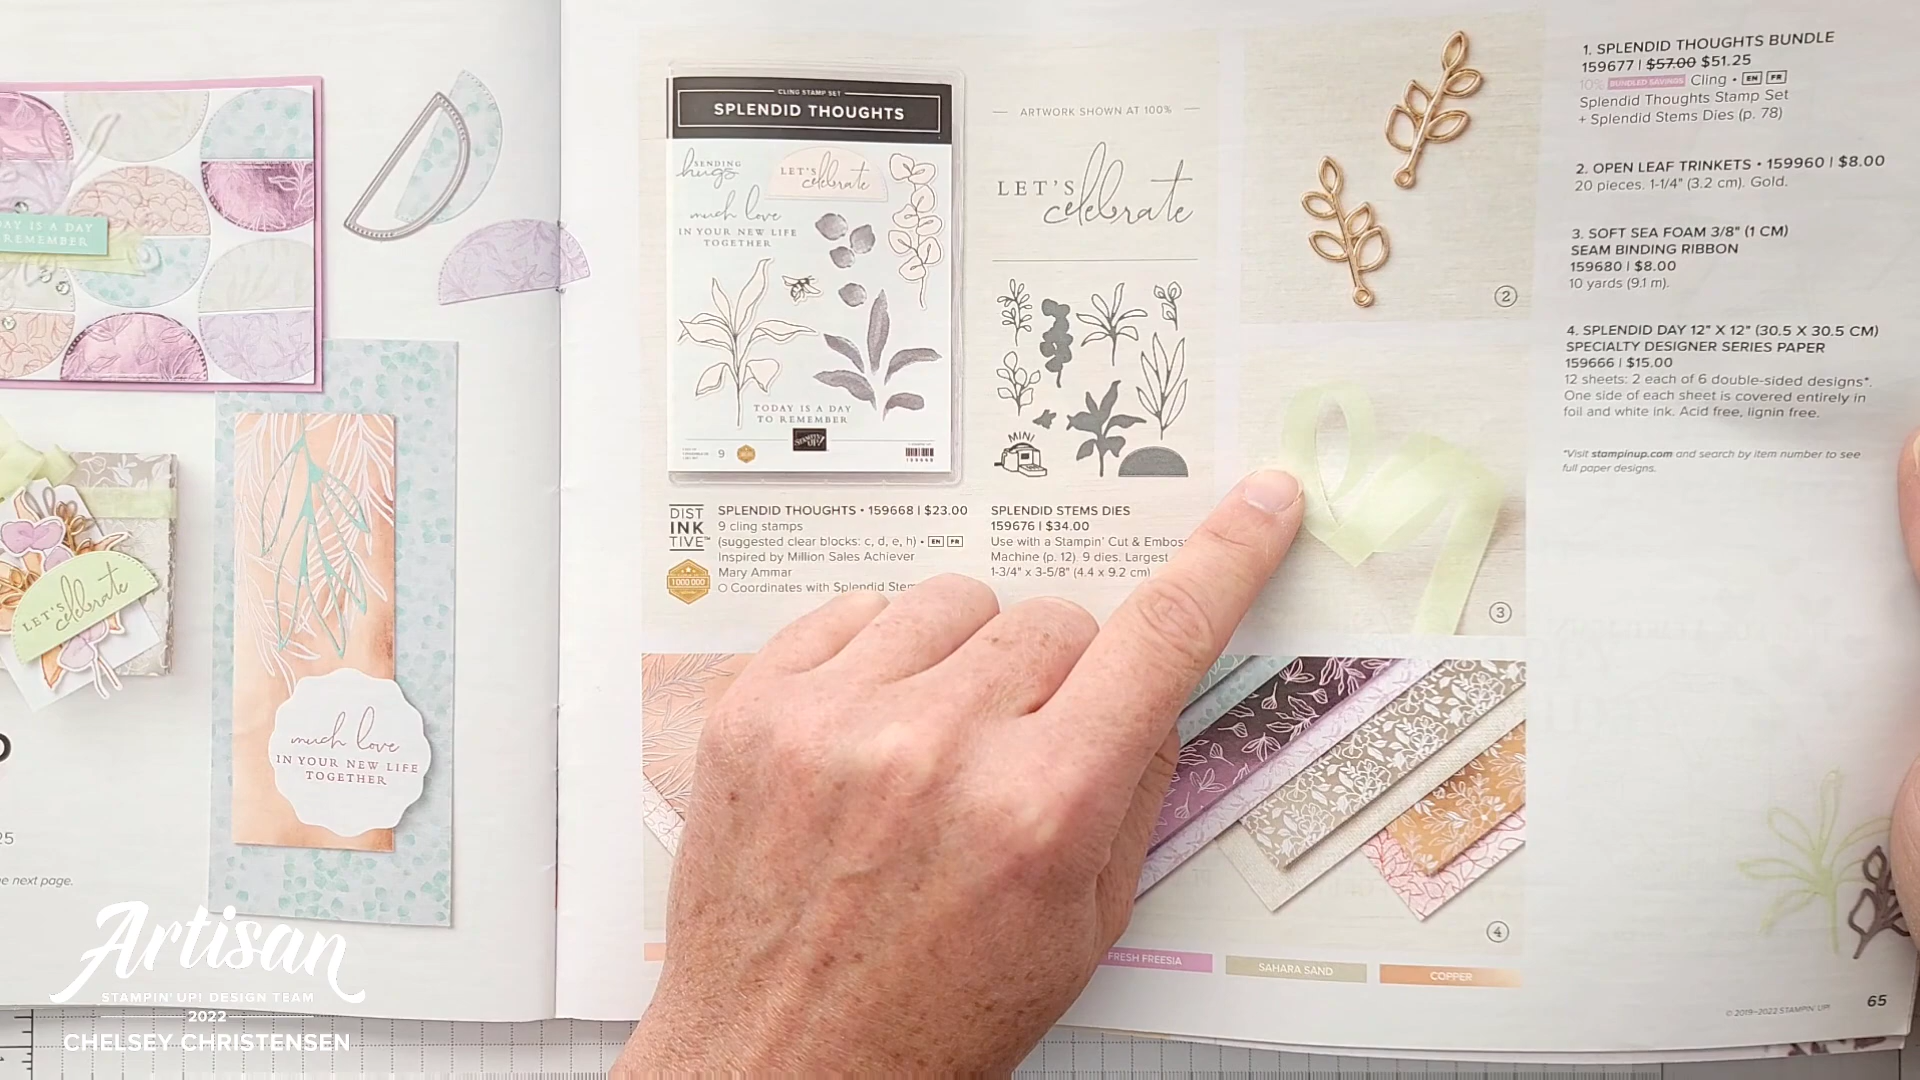 DAY IS A DAY
REMEMBER
LET'S
celebrate
much love
IN YOUR NEW LIFE
TOGETHER
25
e next page.
Artisan
STAMPIN' UP! DESIGN TEAM
2022
CHELSEY CHRISTENSEN
CLING STAMP SET
SPLENDID THOUGHTS
SENDING
hugs
LET'S
celebrate
much love
IN YOUR NEW LIFE
TOGETHER
TODAY IS A DAY
TO REMEMBER
STAMPIN' UP!
9
ARTWORK SHOWN AT 100%
LET'S
celebrate
MINI
DIST
INK
TIVE™
1000000
SPLENDID THOUGHTS • 159668 | $23.00
9 cling stamps
(suggested clear blocks: c, d, e, h) • EN FR
Inspired by Million Sales Achiever
Mary Ammar
Coordinates with Splendid Stem
SPLENDID STEMS DIES
159676 | $34.00
Use with a Stampin' Cut & Emboss
Machine (p. 12). 9 dies. Largest
1-3/4" x 3-5/8" (4.4 x 9.2 cm)
2
3
4
FRESH FREESIA
SAHARA SAND
COPPER
1. SPLENDID THOUGHTS BUNDLE
159677 | $57.00 $51.25
10% BUNDLED SAVINGS Cling • EN FR
Splendid Thoughts Stamp Set
+ Splendid Stems Dies (p. 78)
2. OPEN LEAF TRINKETS • 159960 | $8.00
20 pieces. 1-1/4" (3.2 cm). Gold.
3. SOFT SEA FOAM 3/8" (1 CM)
SEAM BINDING RIBBON
159680 | $8.00
10 yards (9.1 m).
4. SPLENDID DAY 12" X 12" (30.5 X 30.5 CM)
SPECIALTY DESIGNER SERIES PAPER
159666 | $15.00
12 sheets: 2 each of 6 double-sided designs*.
One side of each sheet is covered entirely in
foil and white ink. Acid free, lignin free.
*Visit stampinup.com and search by item number to see
full paper designs.
65
© 2019–2022 STAMPIN' UP!